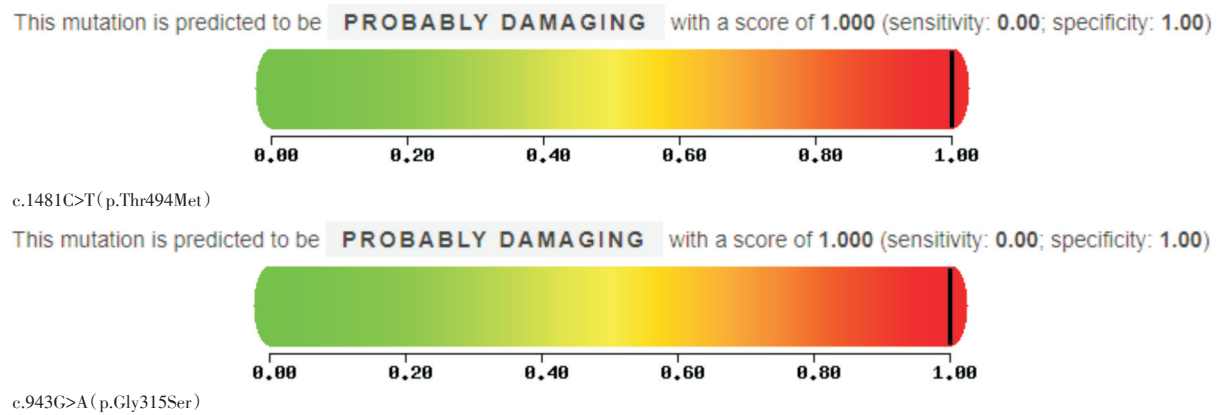 This mutation is predicted to be PROBABLY DAMAGING with a score of 1.000 (sensitivity: 0.00; specificity: 1.00)
0.00 0.20 0.40 0.60 0.80 1.00
c.1481C>T(p.Thr494Met)
This mutation is predicted to be PROBABLY DAMAGING with a score of 1.000 (sensitivity: 0.00; specificity: 1.00)
0.00 0.20 0.40 0.60 0.80 1.00
c.943G>A(p.Gly315Ser)